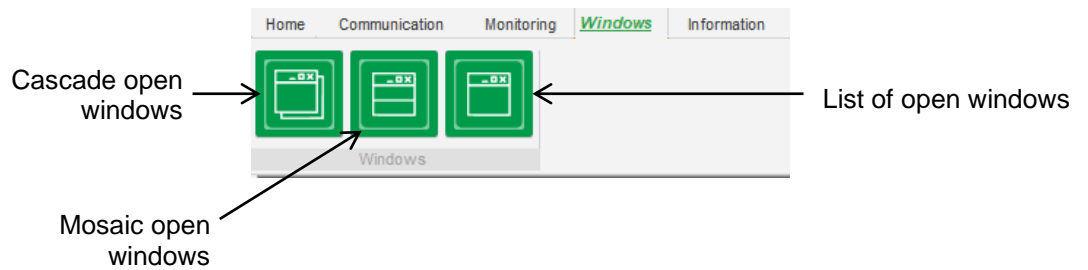 Home Communication Monitoring Windows Information
Cascade open
windows
List of open windows
Windows
Mosaic open
windows